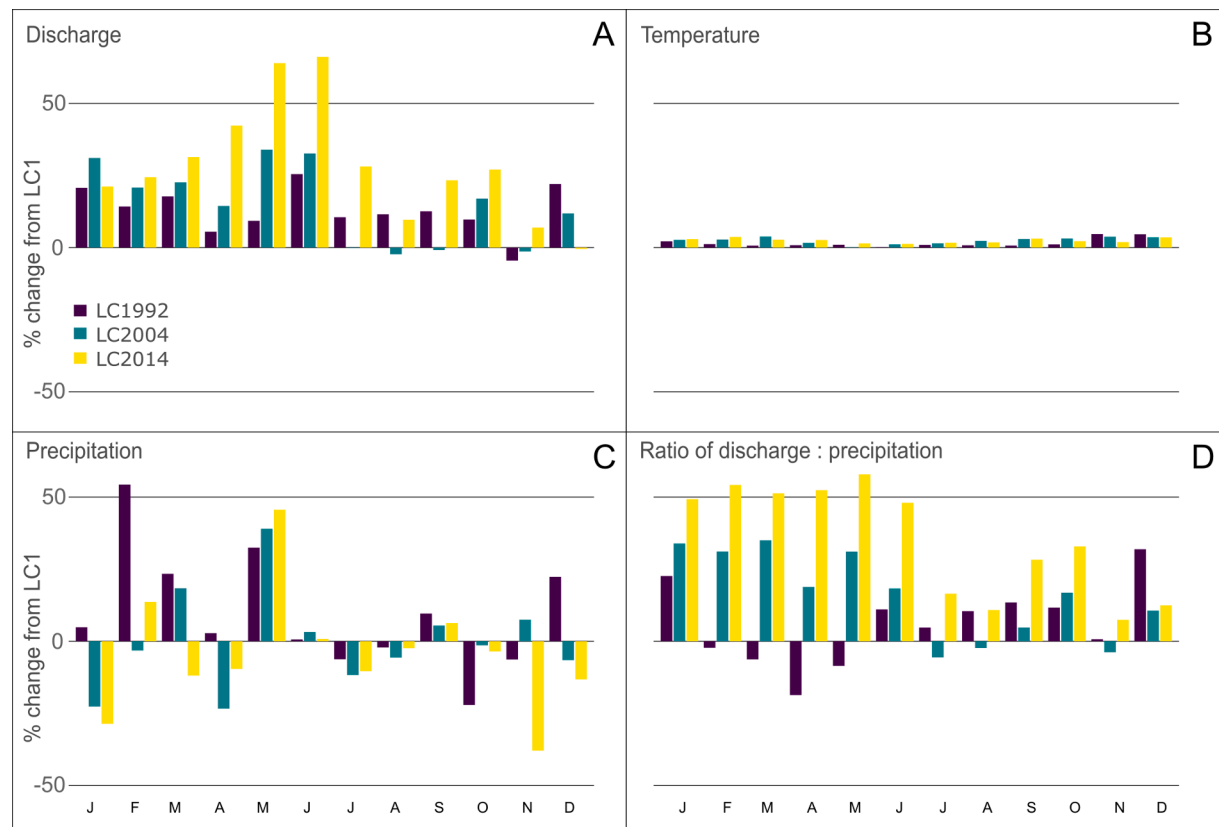 Discharge
A
50
0
-50
% change from LC1
LC1992
LC2004
LC2014
Temperature
B
Precipitation
C
50
0
-50
% change from LC1
J F M A M J J A S O N D
Ratio of discharge : precipitation
D
J F M A M J J A S O N D